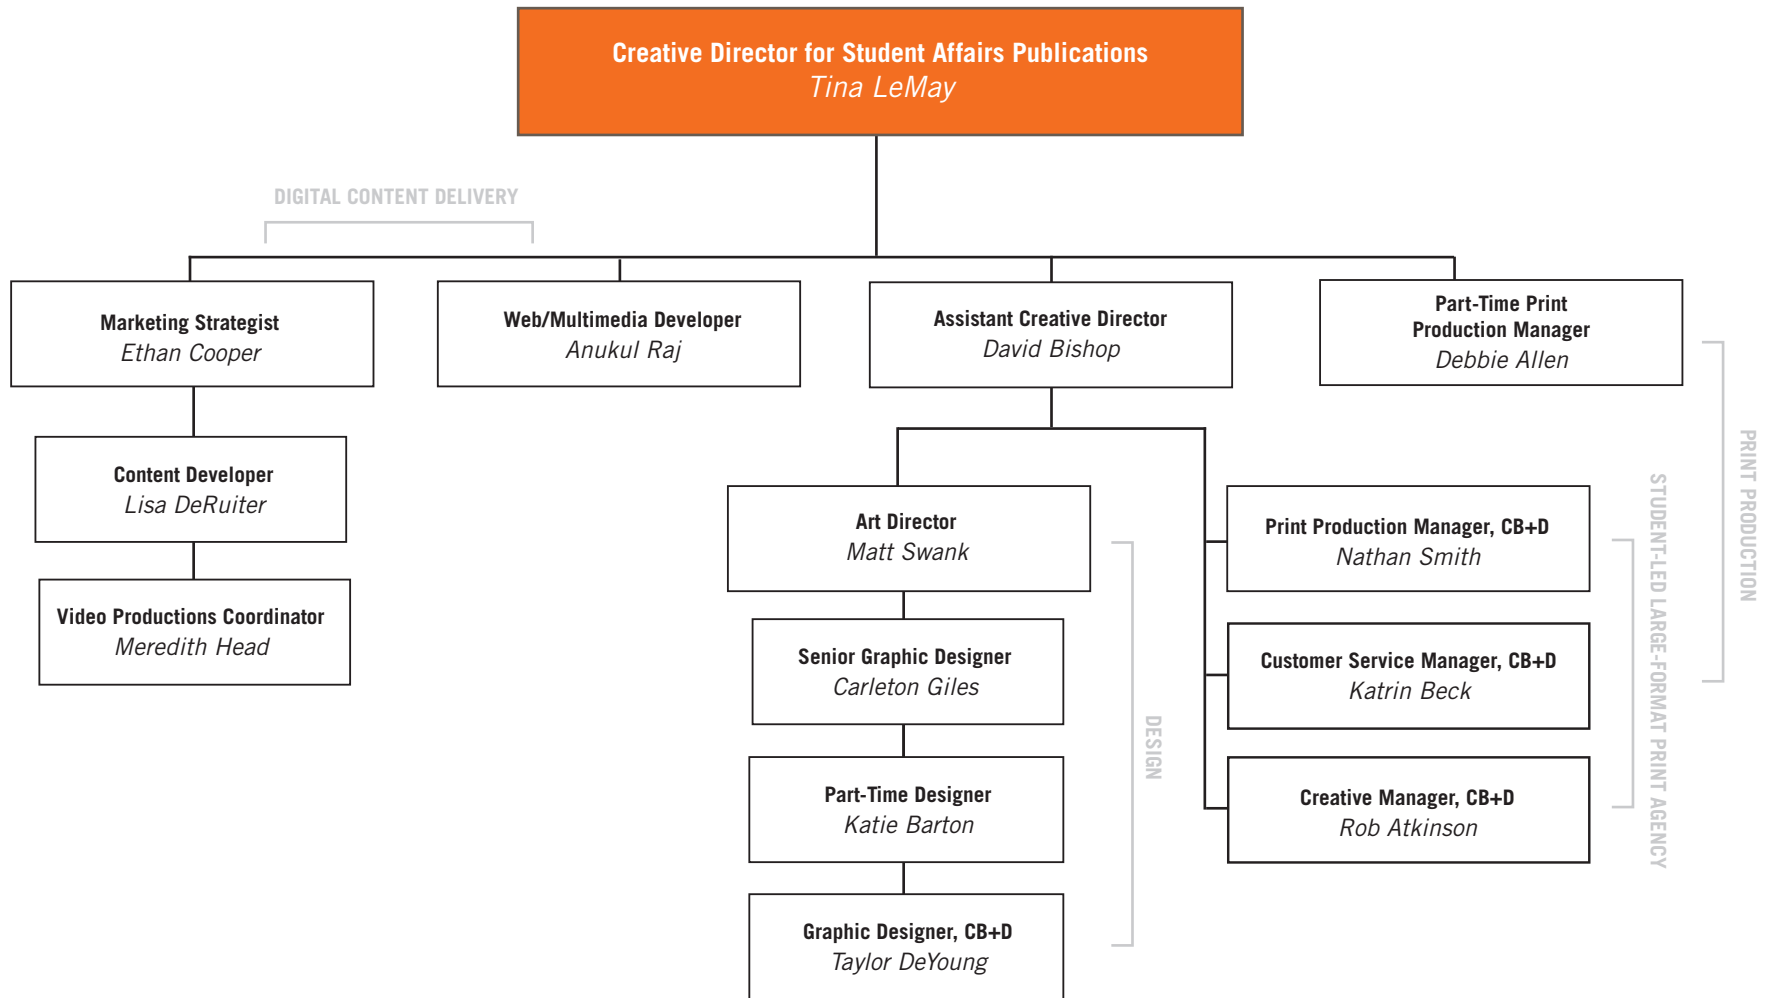 Creative Director for Student Affairs Publications
Tina LeMay
DIGITAL CONTENT DELIVERY
Marketing Strategist
Ethan Cooper
Web/Multimedia Developer
Anukul Raj
Assistant Creative Director
David Bishop
Part-Time Print
Production Manager
Debbie Allen
Content Developer
Lisa DeRuiter
Video Productions Coordinator
Meredith Head
Art Director
Matt Swank
Senior Graphic Designer
Carleton Giles
Part-Time Designer
Katie Barton
Graphic Designer, CB+D
Taylor DeYoung
DESIGN
Print Production Manager, CB+D
Nathan Smith
Customer Service Manager, CB+D
Katrin Beck
Creative Manager, CB+D
Rob Atkinson
STUDENT-LED LARGE-FORMAT PRINT AGENCY
PRINT PRODUCTION